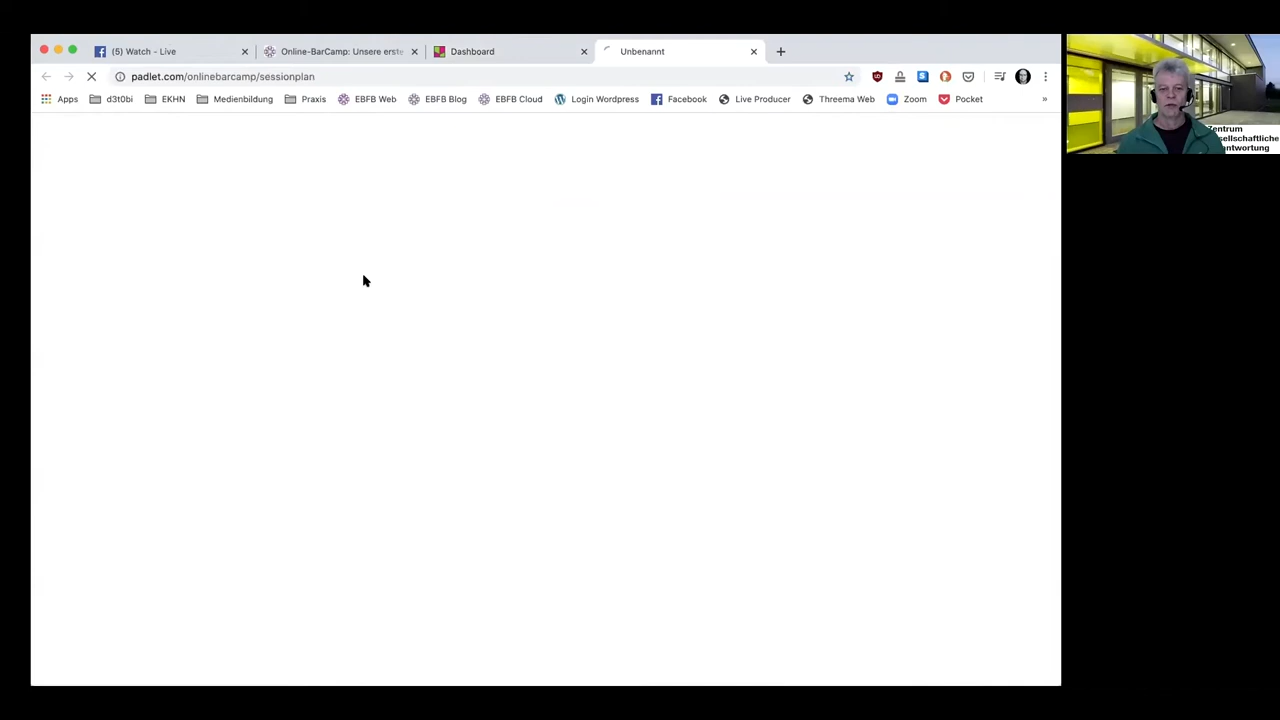 (5) Watch - Live
Online-BarCamp: Unsere erste
Dashboard
Unbenannt
padlet.com/onlinebarcamp/sessionplan
Apps
d3t0bi
EKHN
Medienbildung
Praxis
EBFB Web
EBFB Blog
EBFB Cloud
Login Wordpress
Facebook
Live Producer
Threema Web
Zoom
Pocket
»
Zentrum
sellschaftliche
antwortung